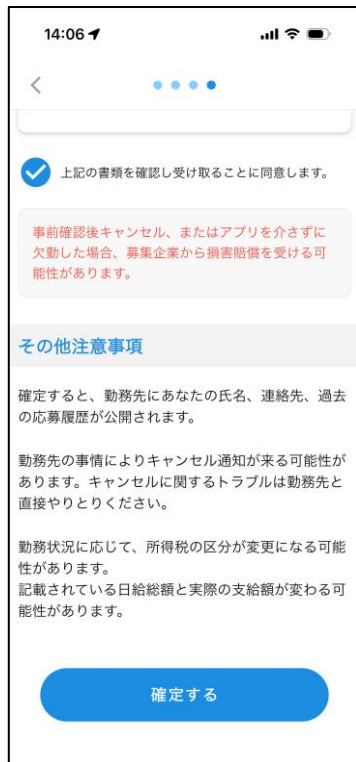 14:06
上記の書類を確認し受け取ることに同意します。
事前確認後キャンセル、またはアプリを介さずに
欠勤した場合、募集企業から損害賠償を受ける可
能性があります。
その他注意事項
確定すると、勤務先にあなたの氏名、連絡先、過去
の応募履歴が公開されます。
勤務先の事情によりキャンセル通知が来る可能性が
あります。キャンセルに関するトラブルは勤務先と
直接やりとりください。
勤務状況に応じて、所得税の区分が変更になる可能
性があります。
記載されている日給総額と実際の支給額が変わる可
能性があります。
確定する